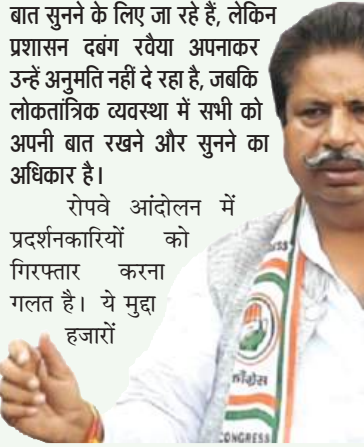 बात सुनने के लिए जा रहे हैं, लेकिन
प्रशासन दबंग रवैया अपनाकर
उन्हें अनुमति नहीं दे रहा है, जबकि
लोकतांत्रिक व्यवस्था में सभी को
अपनी बात रखने और सुनने का
अधिकार है।
रोपवे आंदोलन में
प्रदर्शनकारियों को
गिरफ्तार करना
गलत है। ये मुद्दा
हजारों
काँग्रेस
CONGRESS